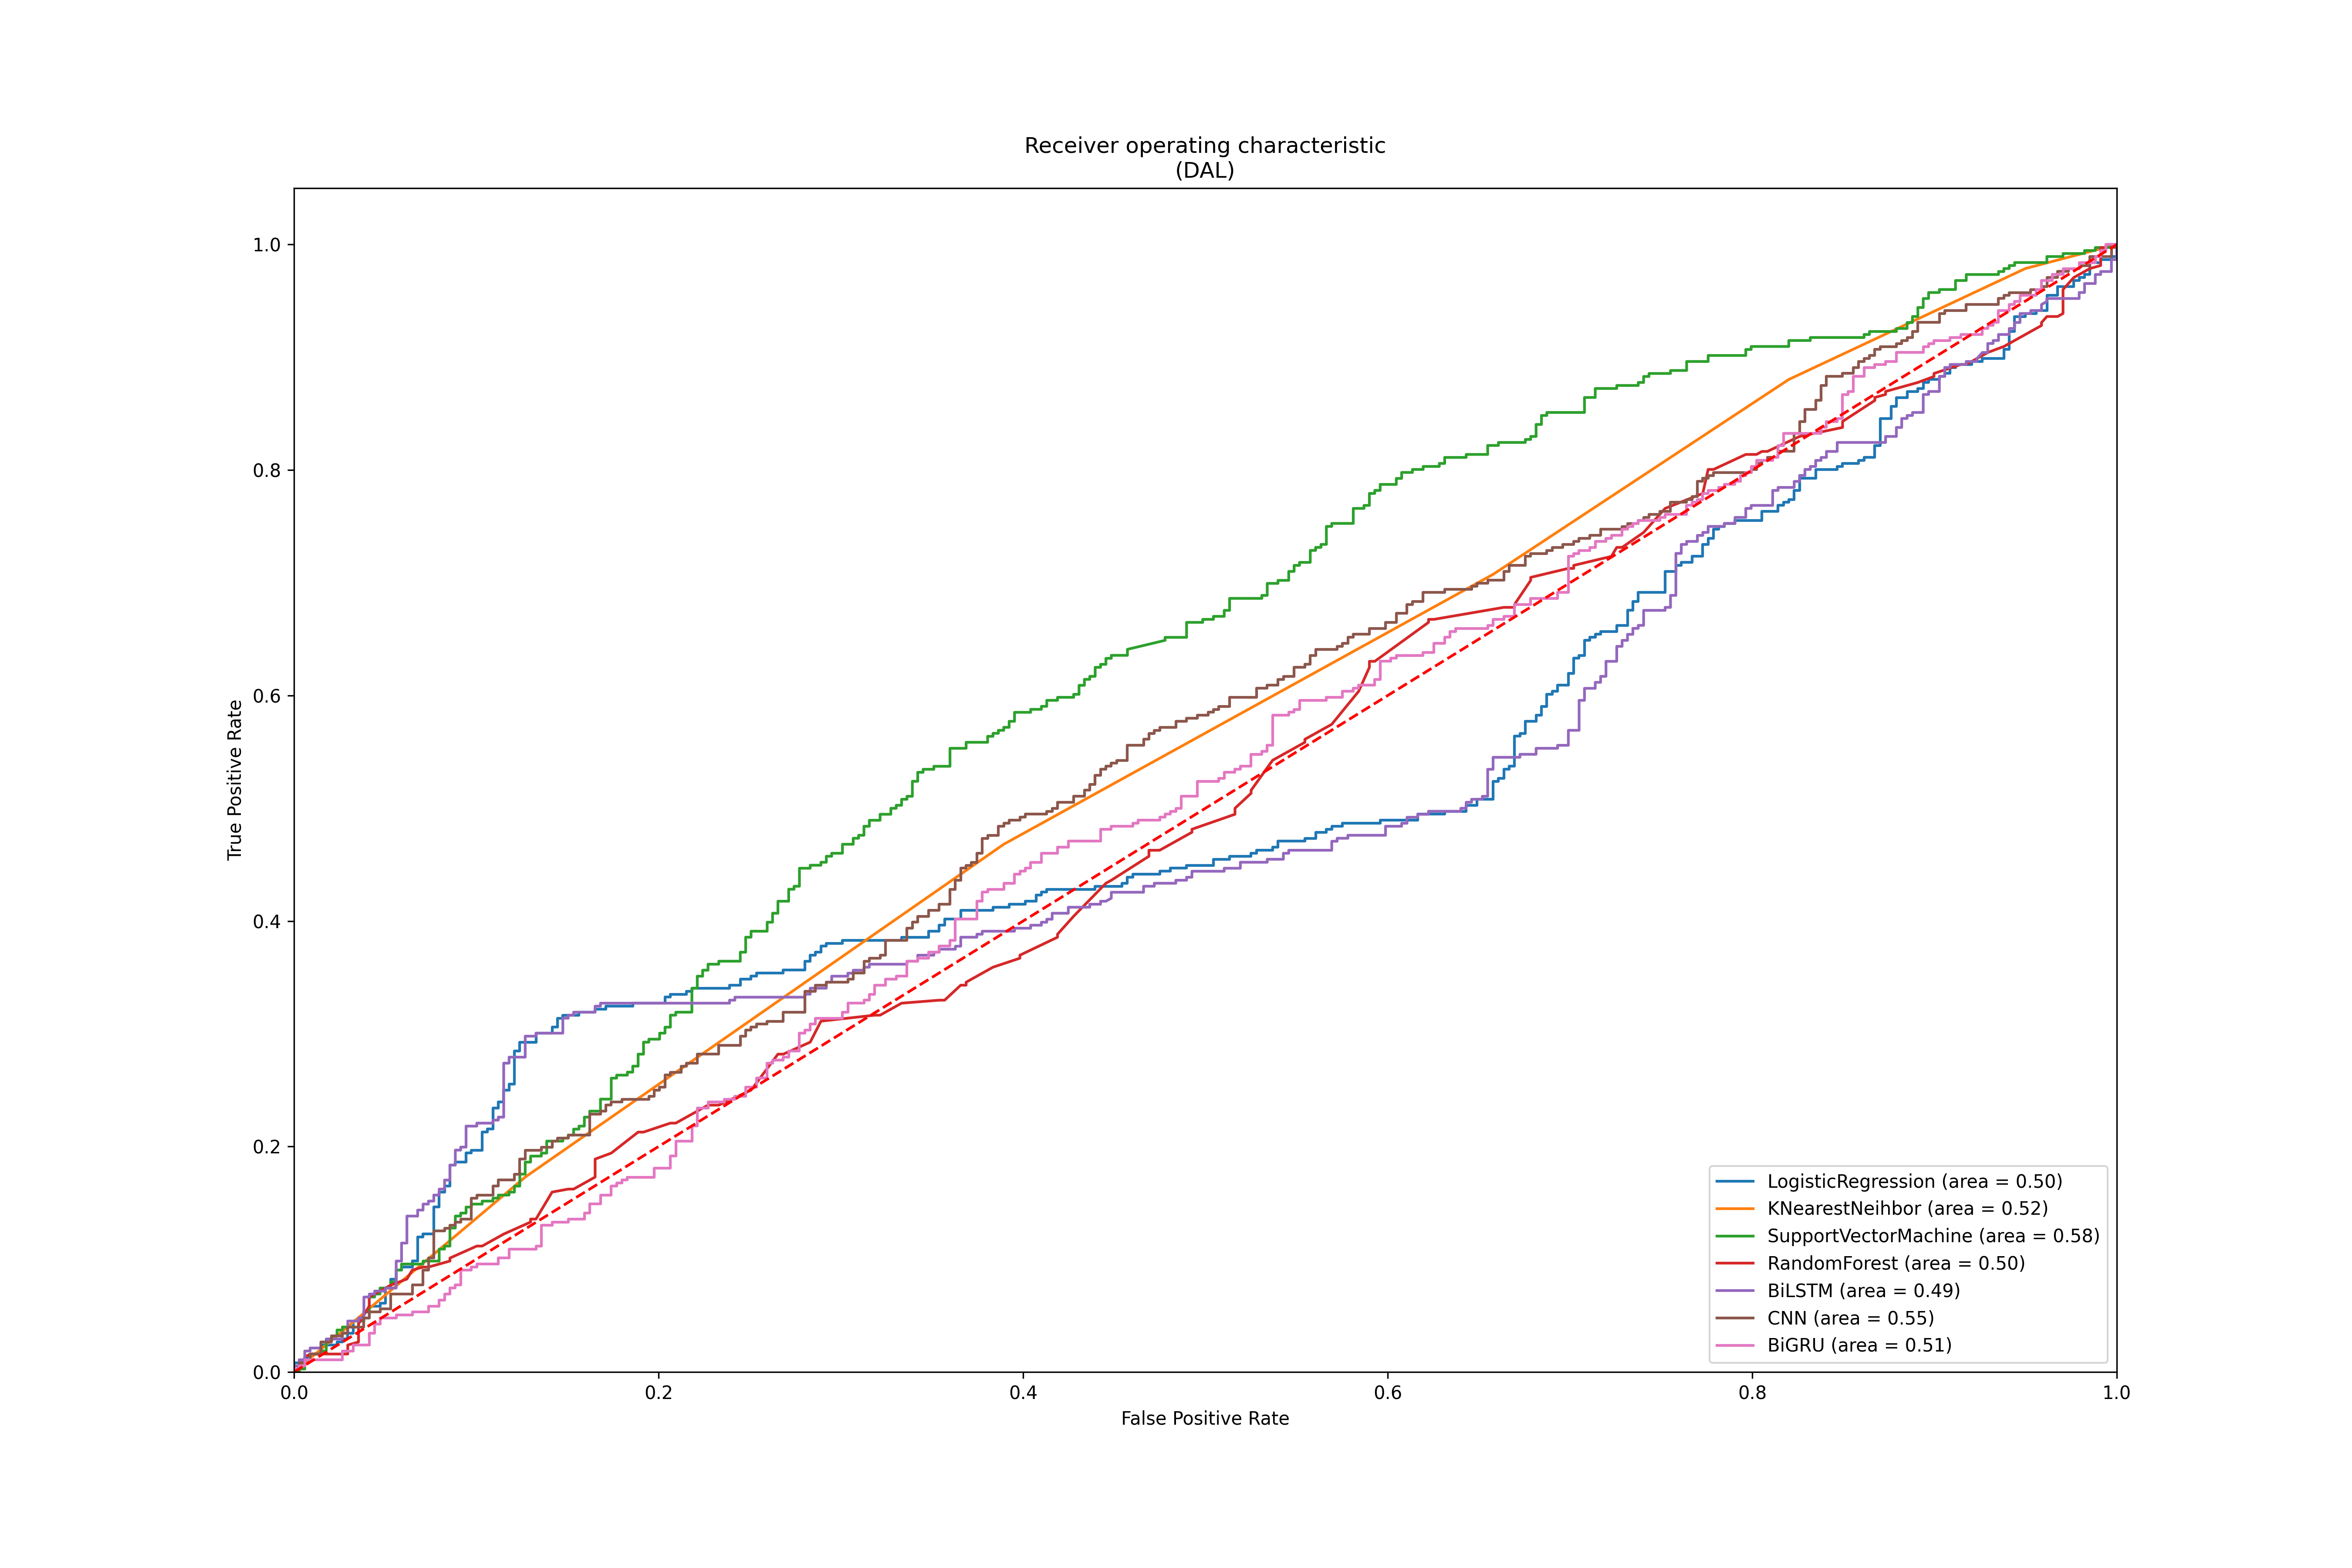 Receiver operating characteristic
(DAL)
1.0
0.8
0.6
0.4
0.2
0.0
True Positive Rate
0.0 0.2 0.4 0.6 0.8 1.0
False Positive Rate
LogisticRegression (area = 0.50)
KNearestNeihbor (area = 0.52)
SupportVectorMachine (area = 0.58)
RandomForest (area = 0.50)
BiLSTM (area = 0.49)
CNN (area = 0.55)
BiGRU (area = 0.51)